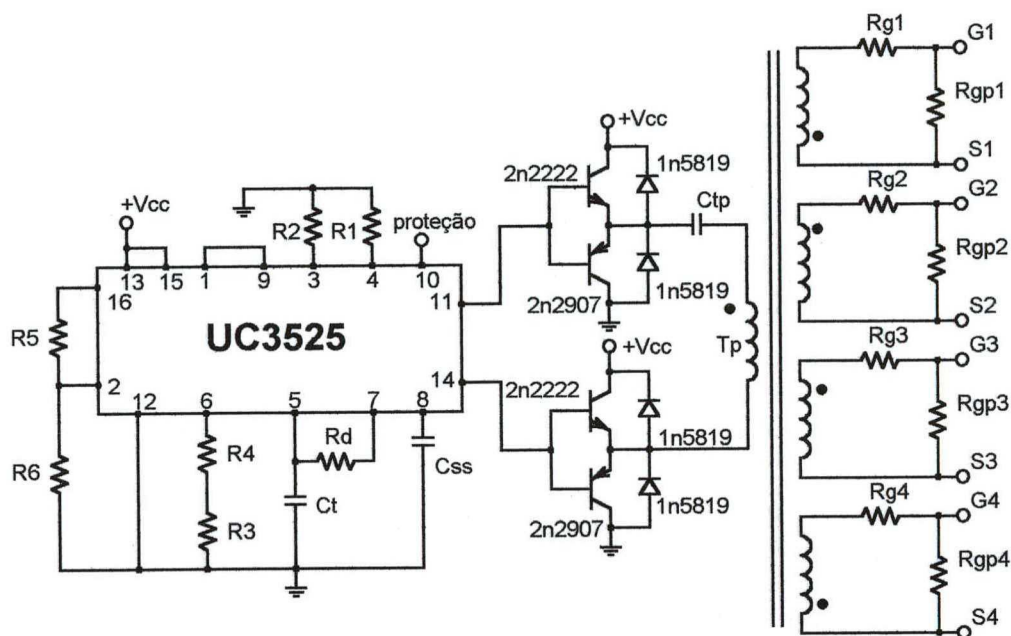 Rg1
G1
Rgp1
S1
+Vcc
2n2222
1n5819
Ctp
Rg2
G2
Rgp2
S2
+Vcc
R2
R1
proteção
13
15
1
9
3
4
10
16
11
2n2907
1n5819
R5
UC3525
Tp
+Vcc
Rg3
G3
Rgp3
S3
2
14
2n2222
12
6
5
7
8
1n5819
R6
R4
Rd
Css
Ct
R3
2n2907
1n5819
Rg4
G4
Rgp4
S4